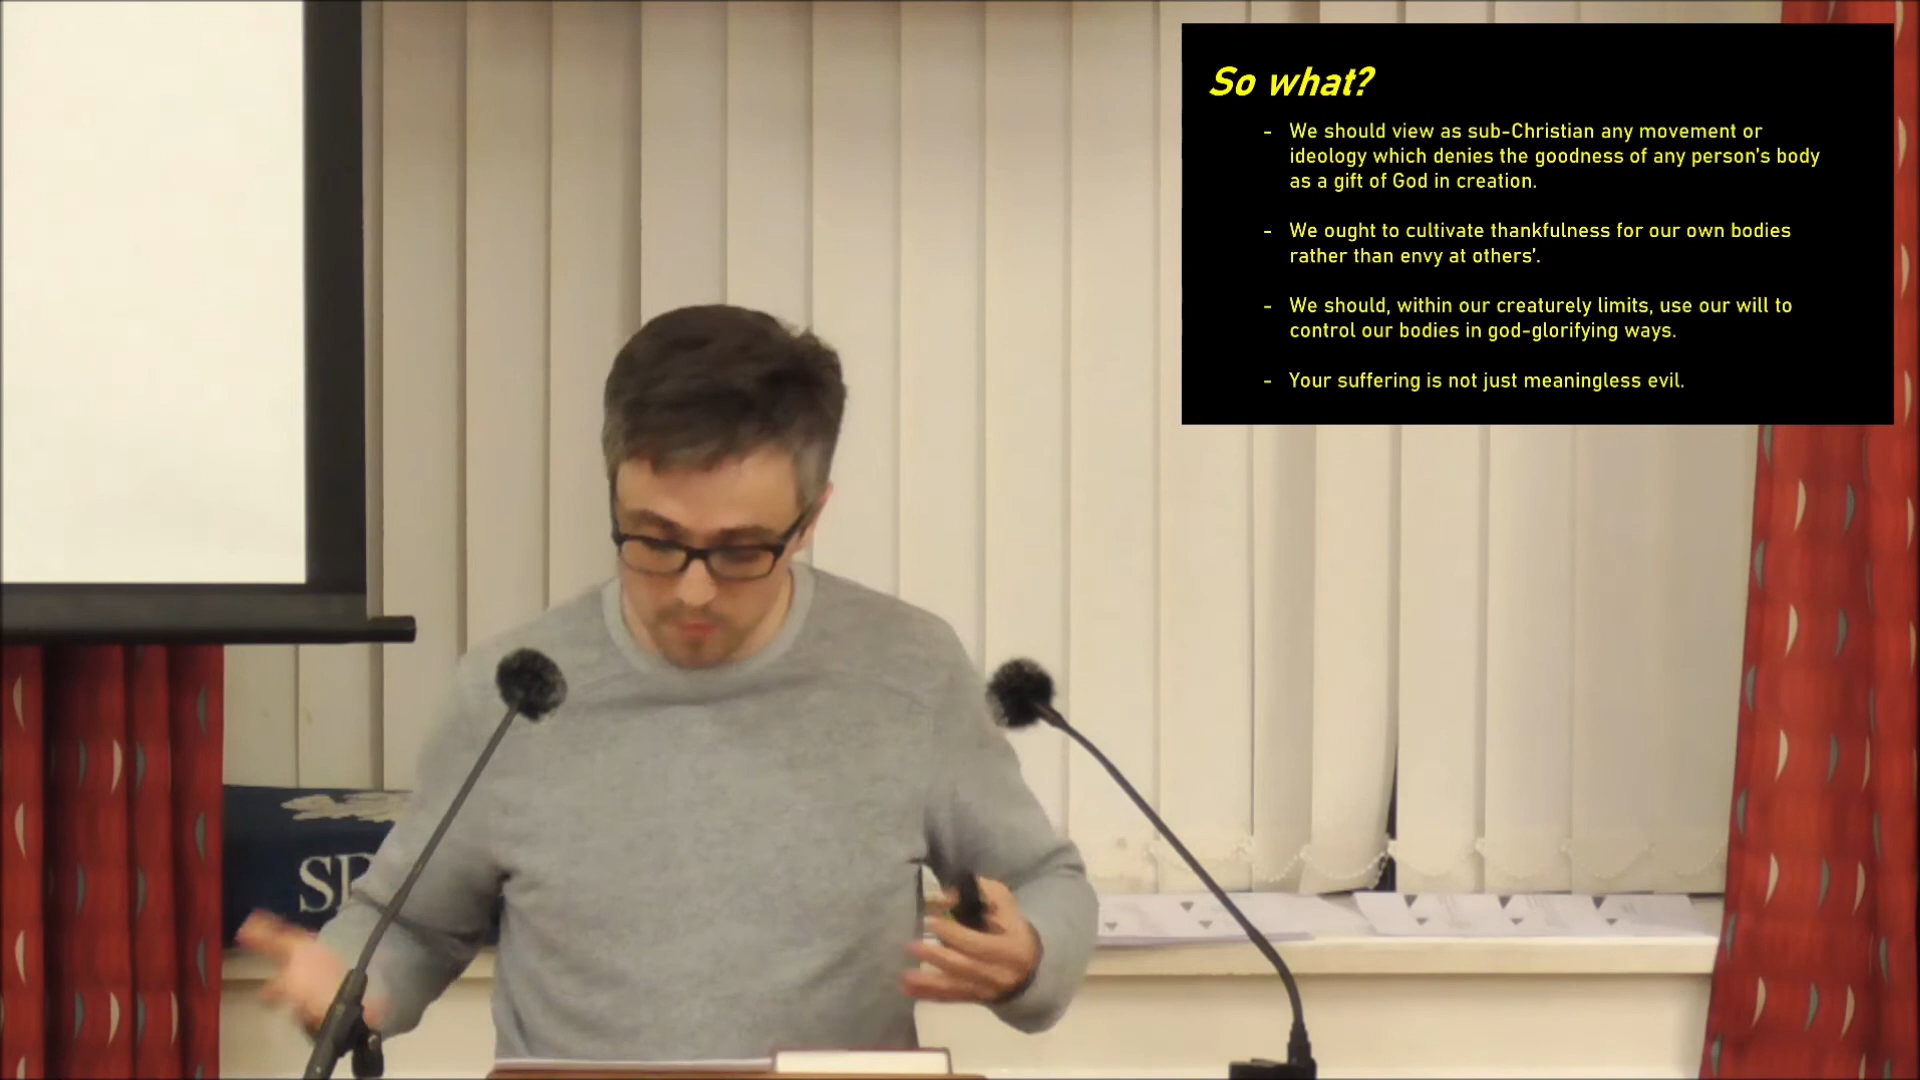 So what?
- We should view as sub-Christian any movement or
ideology which denies the goodness of any person's body
as a gift of God in creation.
- We ought to cultivate thankfulness for our own bodies
rather than envy at others'.
- We should, within our creaturely limits, use our will to
control our bodies in god-glorifying ways.
- Your suffering is not just meaningless evil.